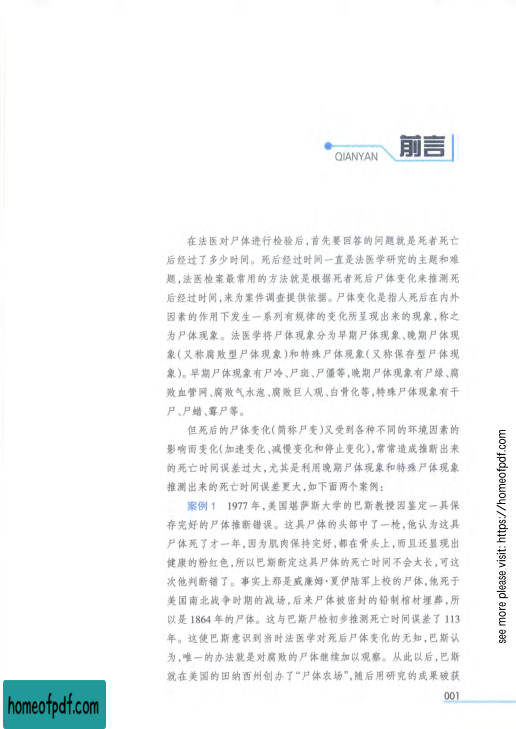 前言
QIANYAN
在法医对尸体进行检验后,首先要回答的问题就是死者死亡
后经过了多少时间。死后经过时间一直是法医学研究的主题和难
题,法医检案最常用的方法就是根据死者死后尸体变化来推测死
后经过时间,来为案件调查提供依据。尸体变化是指人死后在内外
因素的作用下发生一系列有规律的变化所呈现出来的现象,称之
为尸体现象。法医学将尸体现象分为早期尸体现象、晚期尸体现
象(又称腐败型尸体现象)和特殊尸体现象(又称保存型尸体现
象)。早期尸体现象有尸冷、尸斑、尸僵等,晚期尸体现象有尸绿、腐
败血管网、腐败气水泡、腐败巨人观、白骨化等,特殊尸体现象有干
尸、尸蜡、霉尸等。
但死后的尸体变化(简称尸变)又受到各种不同的环境因素的
影响而变化(加速变化、减慢变化和停止变化),常常造成推断出来
的死亡时间误差过大,尤其是利用晚期尸体现象和特殊尸体现象
推测出来的死亡时间误差更大,如下面两个案例:
案例 1 1977 年,美国堪萨斯大学的巴斯教授因鉴定一具保
存完好的尸体推断错误。这具尸体的头部中了一枪,他认为这具
尸体死了才一年,因为肌肉保持完好,都在骨头上,而且还显现出
健康的粉红色,所以巴斯断定这具尸体的死亡时间不会太长,可这
次他判断错了。事实上那是威廉姆·夏伊陆军上校的尸体,他死于
美国南北战争时期的战场,后来尸体被密封的铅制棺材埋葬,所
以是 1864 年的尸体。这与巴斯尸检初步推测死亡时间误差了 113
年。这使巴斯意识到当时法医学对死后尸体变化的无知,巴斯认
为,唯一的办法就是对腐败的尸体继续加以观察。从此以后,巴斯
就在美国的田纳西州创办了“尸体农场”,随后用研究的成果破获
001
see more please visit: https://homeofpdf.com
homeofpdf.com